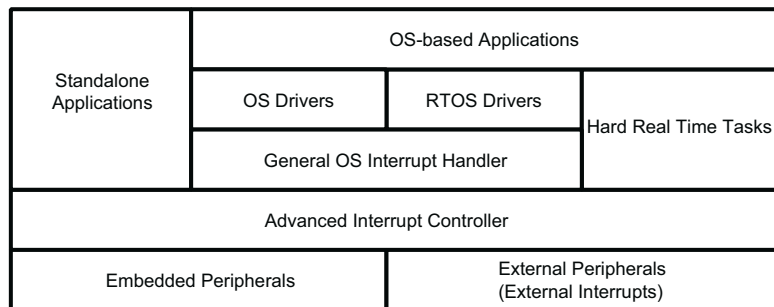 OS-based Applications
Standalone
Applications
OS Drivers
RTOS Drivers
Hard Real Time Tasks
General OS Interrupt Handler
Advanced Interrupt Controller
Embedded Peripherals
External Peripherals
(External Interrupts)